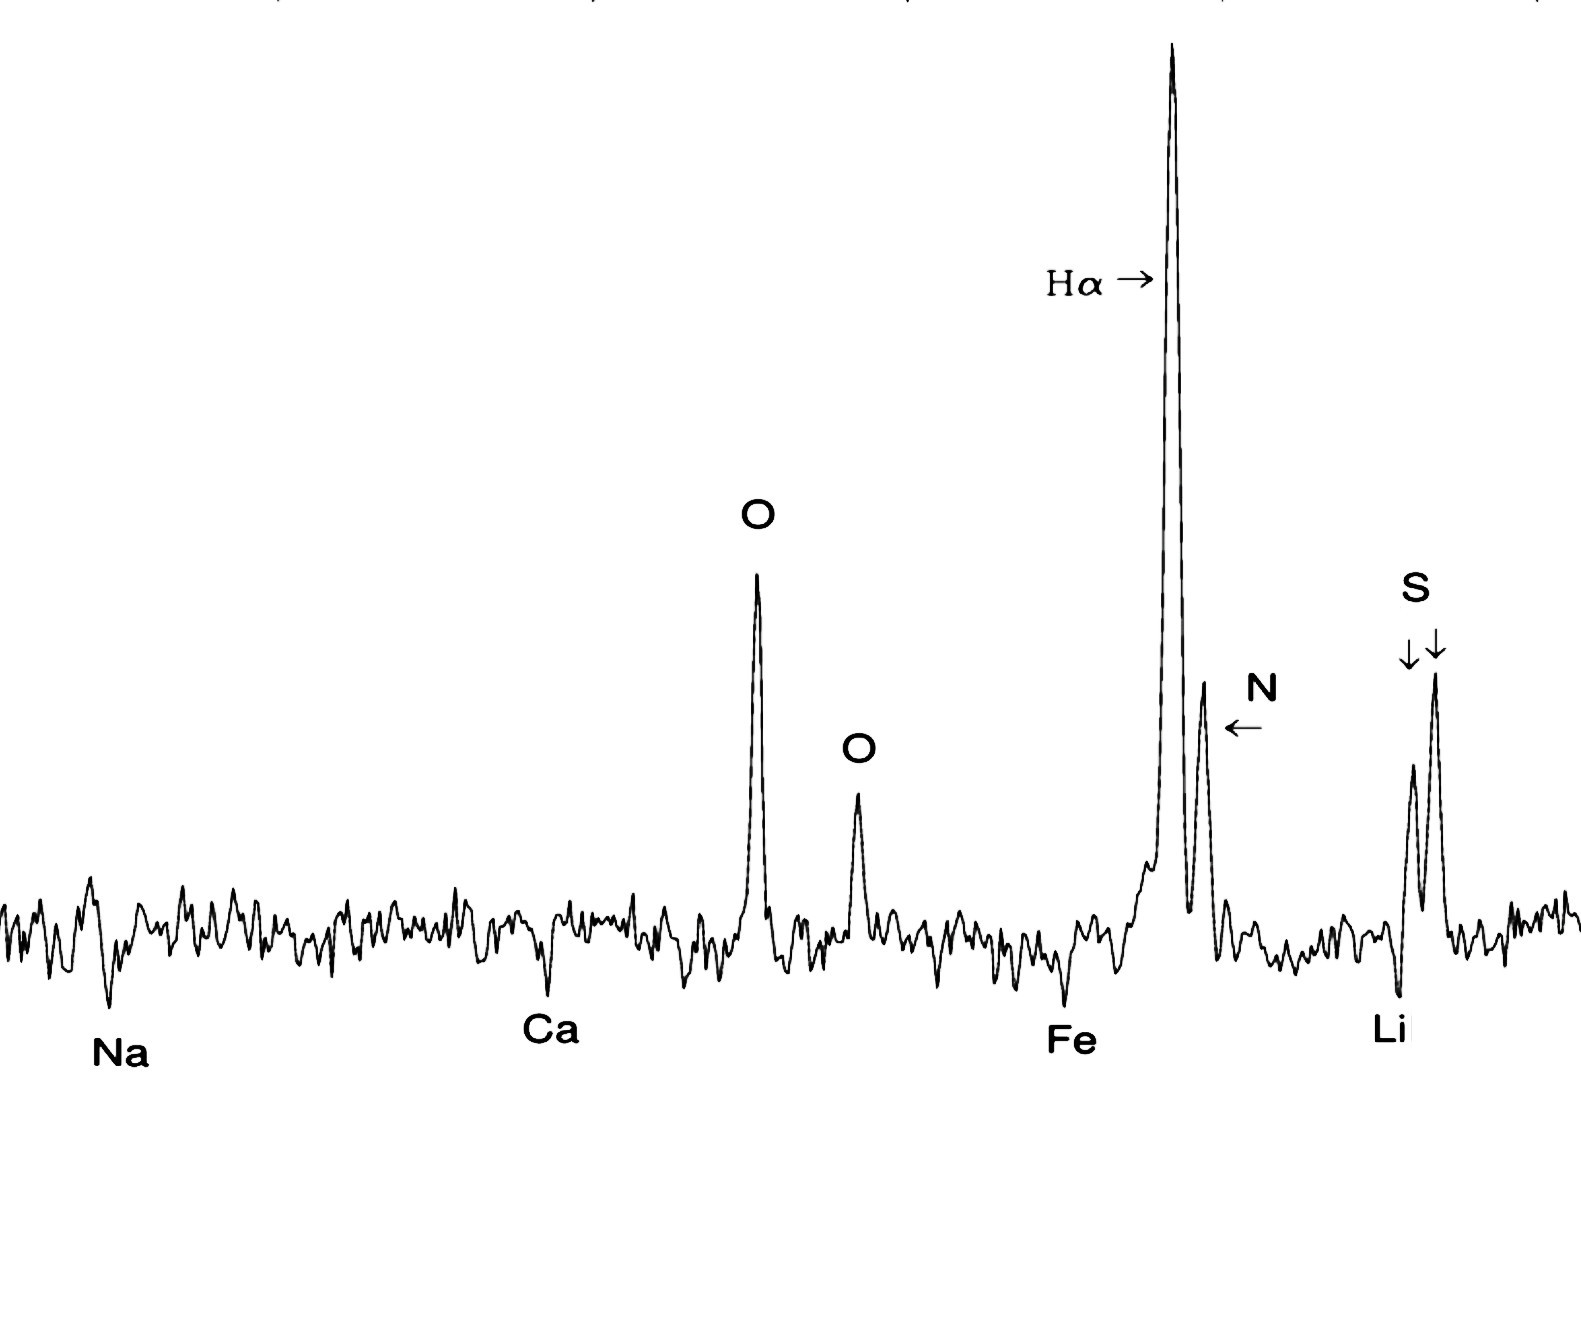 Hα →
O
S
↓ ↓
N
←
O
Na
Ca
Fe
Li